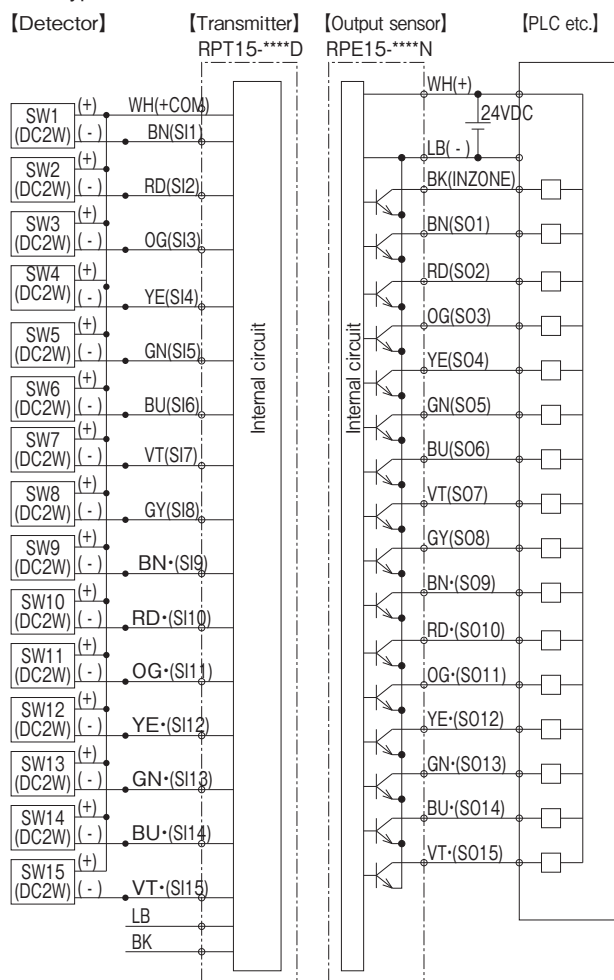 【Detector】
【Transmitter】
RPT15-****D
【Output sensor】
RPE15-****N
【PLC etc.】
SW1
(DC2W)
(+)
(-)
WH(+COM)
BN(SI1)
SW2
(DC2W)
(+)
(-)
RD(SI2)
SW3
(DC2W)
(+)
(-)
OG(SI3)
SW4
(DC2W)
(+)
(-)
YE(SI4)
SW5
(DC2W)
(+)
(-)
GN(SI5)
SW6
(DC2W)
(+)
(-)
BU(SI6)
SW7
(DC2W)
(+)
(-)
VT(SI7)
SW8
(DC2W)
(+)
(-)
GY(SI8)
SW9
(DC2W)
(+)
(-)
BN•(SI9)
SW10
(DC2W)
(+)
(-)
RD•(SI10)
SW11
(DC2W)
(+)
(-)
OG•(SI11)
SW12
(DC2W)
(+)
(-)
YE•(SI12)
SW13
(DC2W)
(+)
(-)
GN•(SI13)
SW14
(DC2W)
(+)
(-)
BU•(SI14)
SW15
(DC2W)
(+)
(-)
VT•(SI15)
LB
BK
Internal circuit
Internal circuit
WH(+)
24VDC
LB(-)
BK(INZONE)
BN(SO1)
RD(SO2)
OG(SO3)
YE(SO4)
GN(SO5)
BU(SO6)
VT(SO7)
GY(SO8)
BN•(SO9)
RD•(SO10)
OG•(SO11)
YE•(SO12)
GN•(SO13)
BU•(SO14)
VT•(SO15)